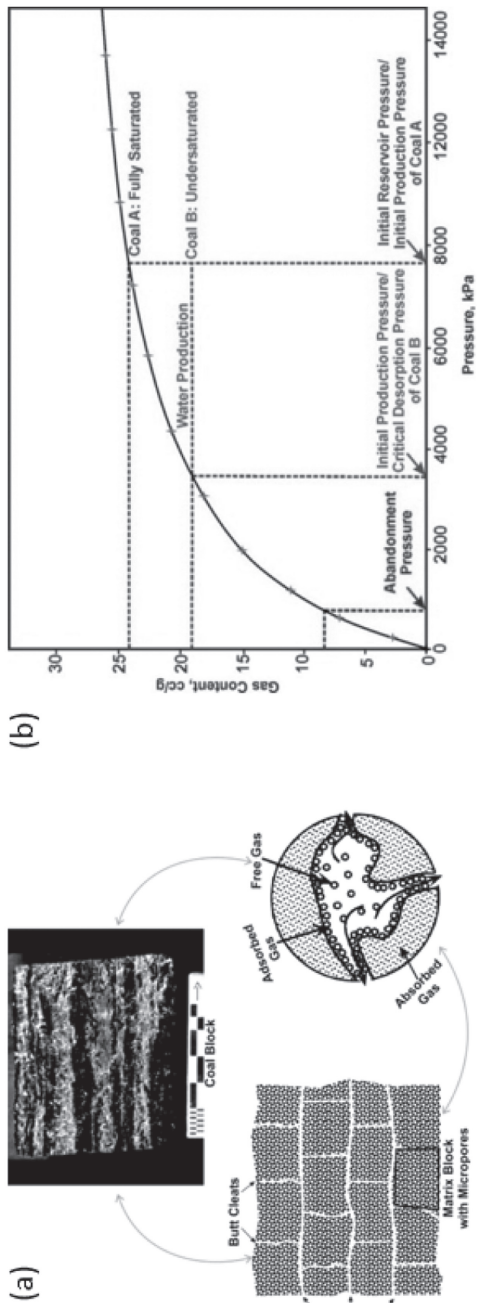 (a)
Coal Block
Butt Cleats
Matrix Block
with Micropores
Adsorbed
Gas
Free Gas
Absorbed
Gas
(b)
Gas Content, cc/g
30
25
20
15
10
5
0
Coal A: Fully Saturated
Water Production
Coal B: Undersaturated
Abandonment
Pressure
Initial Production Pressure/
Critical Desorption Pressure
of Coal B
Initial Reservoir Pressure/
Initial Production Pressure
of Coal A
0
2000
4000
6000
8000
12000
14000
Pressure, kPa